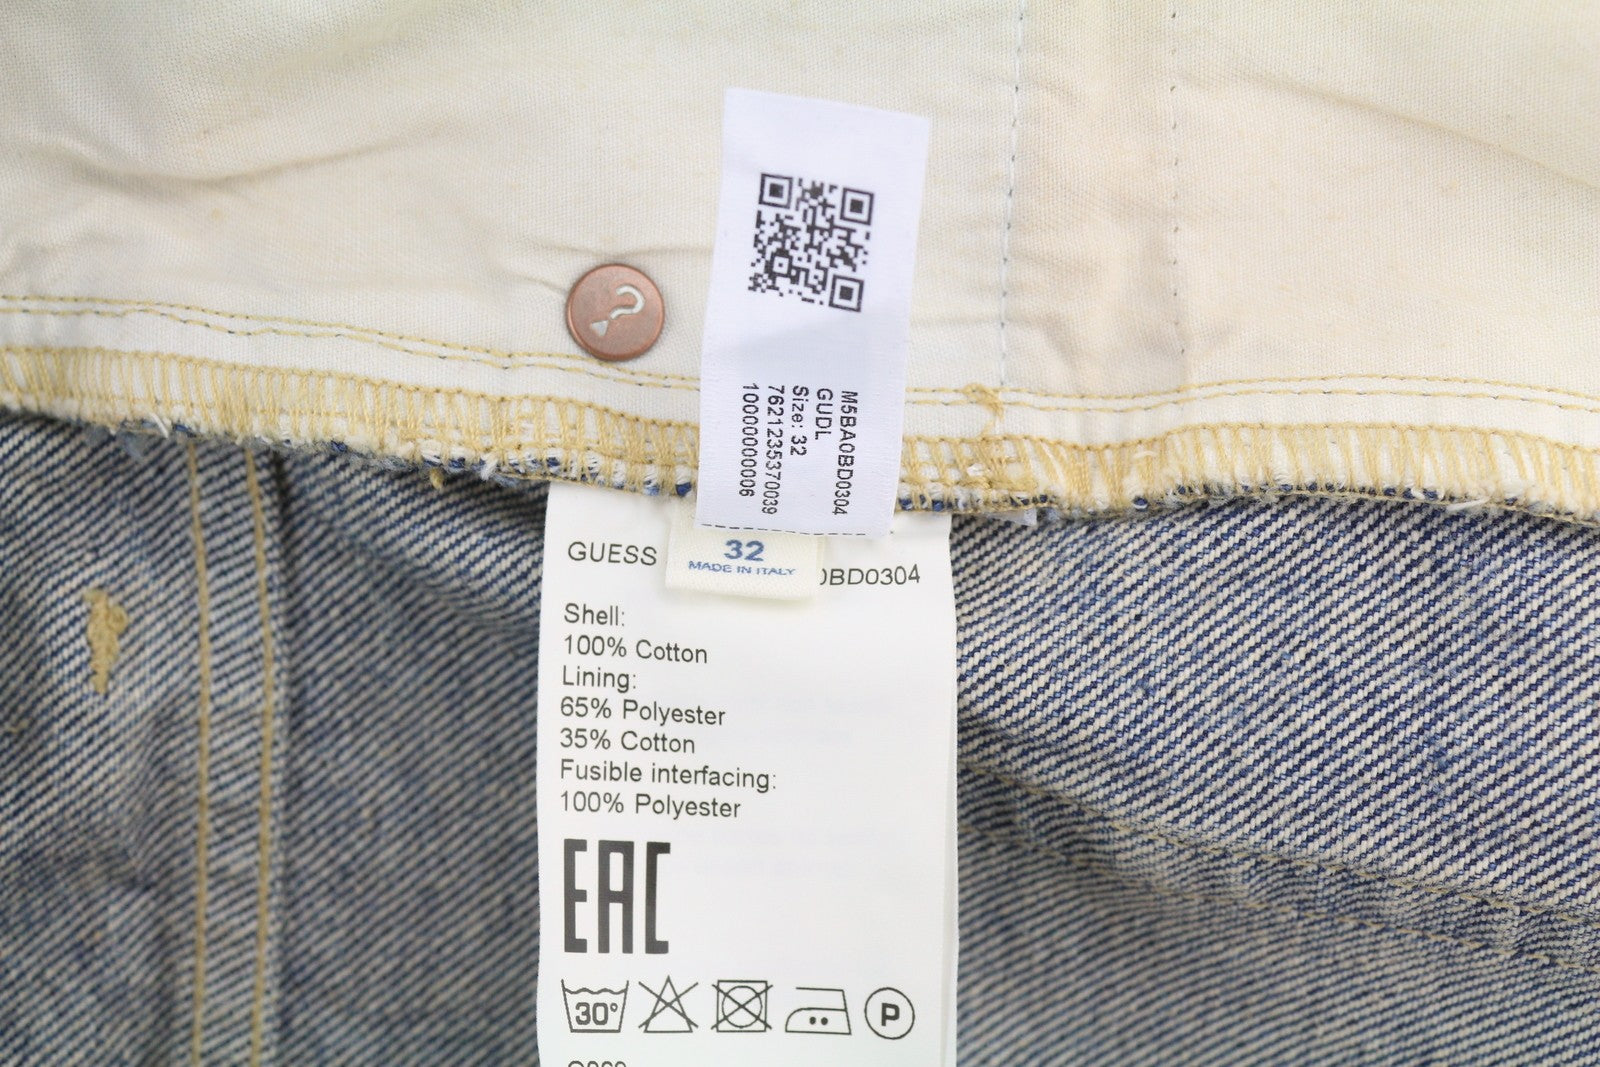 M5BA0BD0304
GUDL
Size: 32
7621235370039
1000000006
32
MADE IN ITALY
GUESS
0BD0304
Shell:
100% Cotton
Lining:
65% Polyester
35% Cotton
Fusible interfacing:
100% Polyester
EAC
30°
P